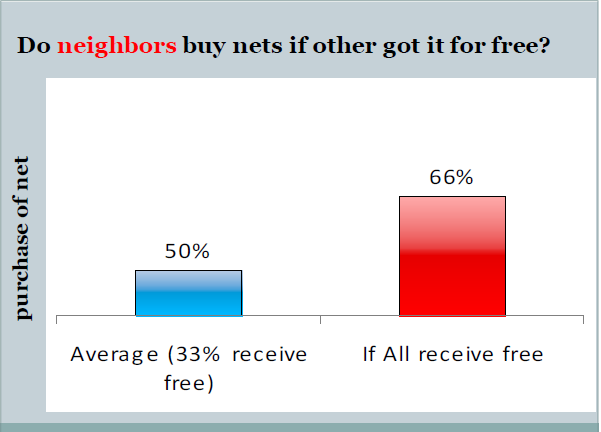 Do neighbors buy nets if other got it for free?
purchase of net
66%
50%
Average (33% receive
free)
If All receive free